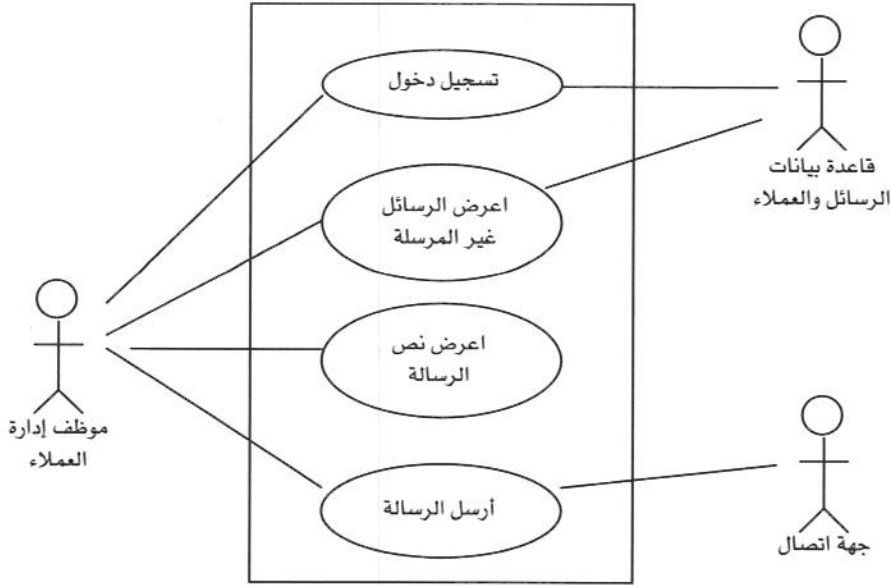 تسجيل دخول
قاعدة بيانات
الرسائل والعملاء
اعرض الرسائل
غير المرسلة
اعرض نص
الرسالة
موظف إدارة
العملاء
أرسل الرسالة
جهة اتصال